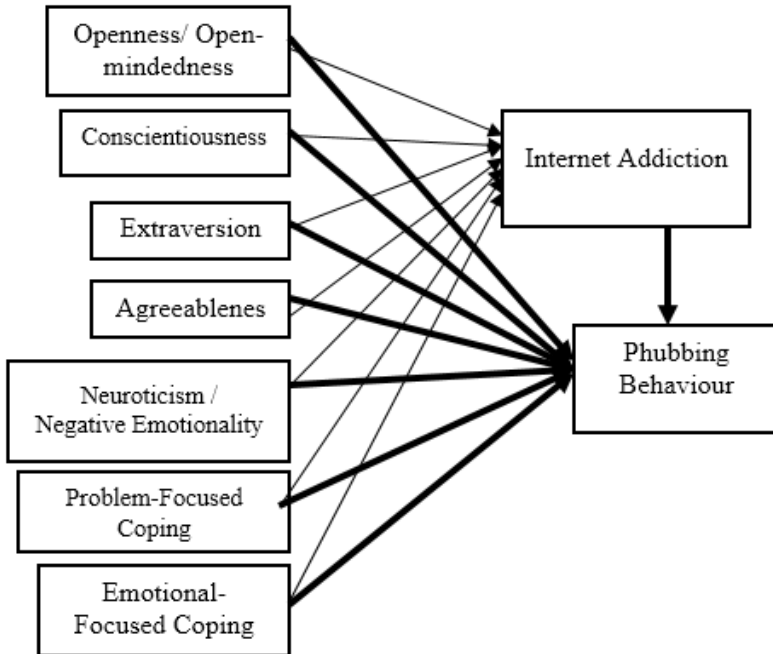 Openness/ Open-
mindedness
Conscientiousness
Extraversion
Agreeablenes
Neuroticism /
Negative Emotionality
Problem-Focused
Coping
Emotional-
Focused Coping
Internet Addiction
Phubbing
Behaviour